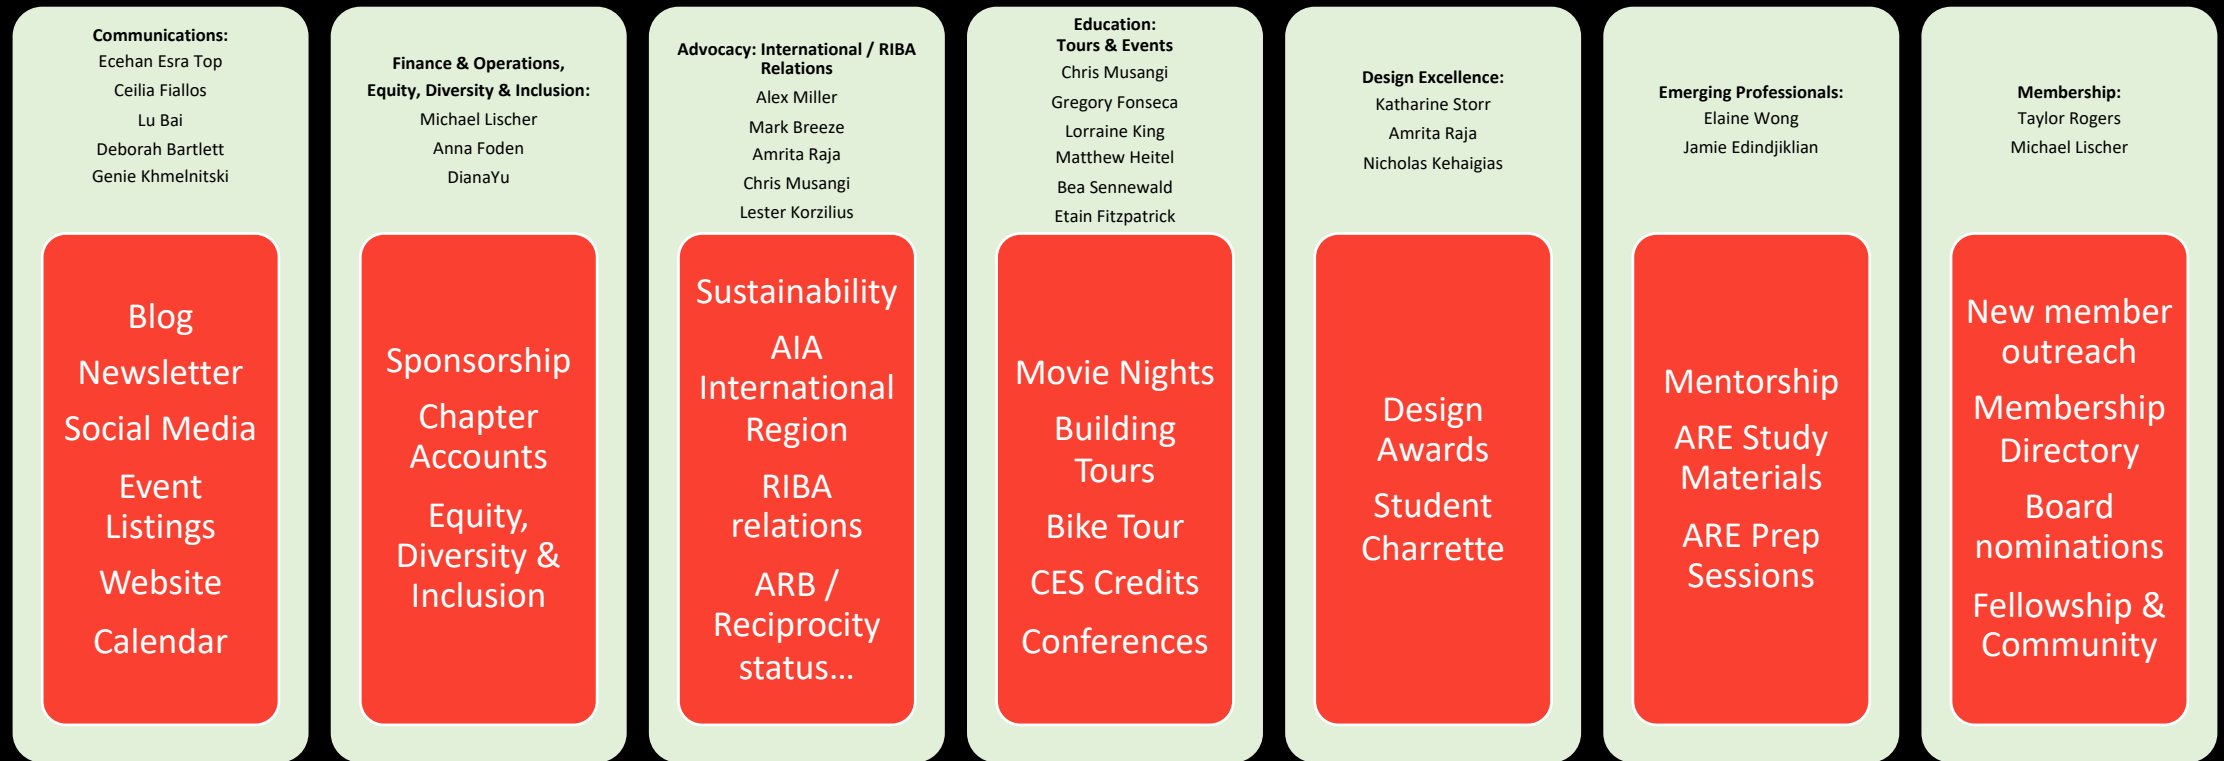 Communications:
Ecehan Esra Top
Ceilia Fiallos
Lu Bai
Deborah Bartlett
Genie Khmelnitski
Blog
Newsletter
Social Media
Event
Listings
Website
Calendar
Finance & Operations,
Equity, Diversity & Inclusion:
Michael Lischer
Anna Foden
DianaYu
Sponsorship
Chapter
Accounts
Equity,
Diversity &
Inclusion
Advocacy: International / RIBA
Relations
Alex Miller
Mark Breeze
Amrita Raja
Chris Musangi
Lester Korzilius
Sustainability
AIA
International
Region
RIBA
relations
ARB /
Reciprocity
status...
Education:
Tours & Events
Chris Musangi
Gregory Fonseca
Lorraine King
Matthew Heitel
Bea Sennewald
Etain Fitzpatrick
Movie Nights
Building
Tours
Bike Tour
CES Credits
Conferences
Design Excellence:
Katharine Storr
Amrita Raja
Nicholas Kehaigias
Design
Awards
Student
Charrette
Emerging Professionals:
Elaine Wong
Jamie Edindjiklian
Mentorship
ARE Study
Materials
ARE Prep
Sessions
Membership:
Taylor Rogers
Michael Lischer
New member
outreach
Membership
Directory
Board
nominations
Fellowship &
Community